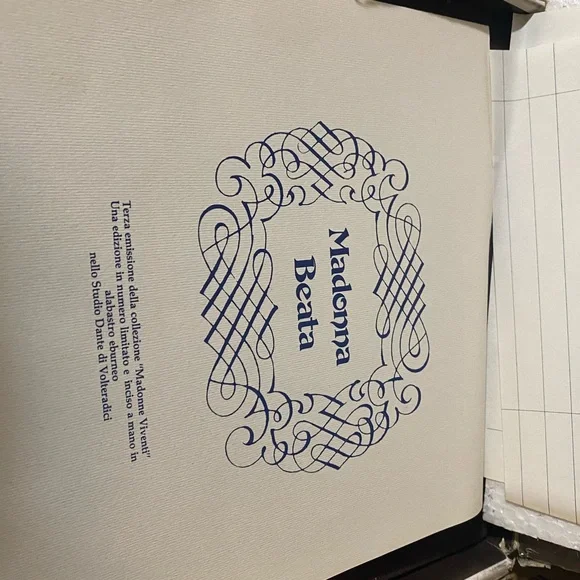 Madonna
Beata
Terza emissione della collezione "Madonne Viventi"
Una edizione in numero limitato e inciso a mano in
alabastro eburneo
nello Studio Dante di Volteradici